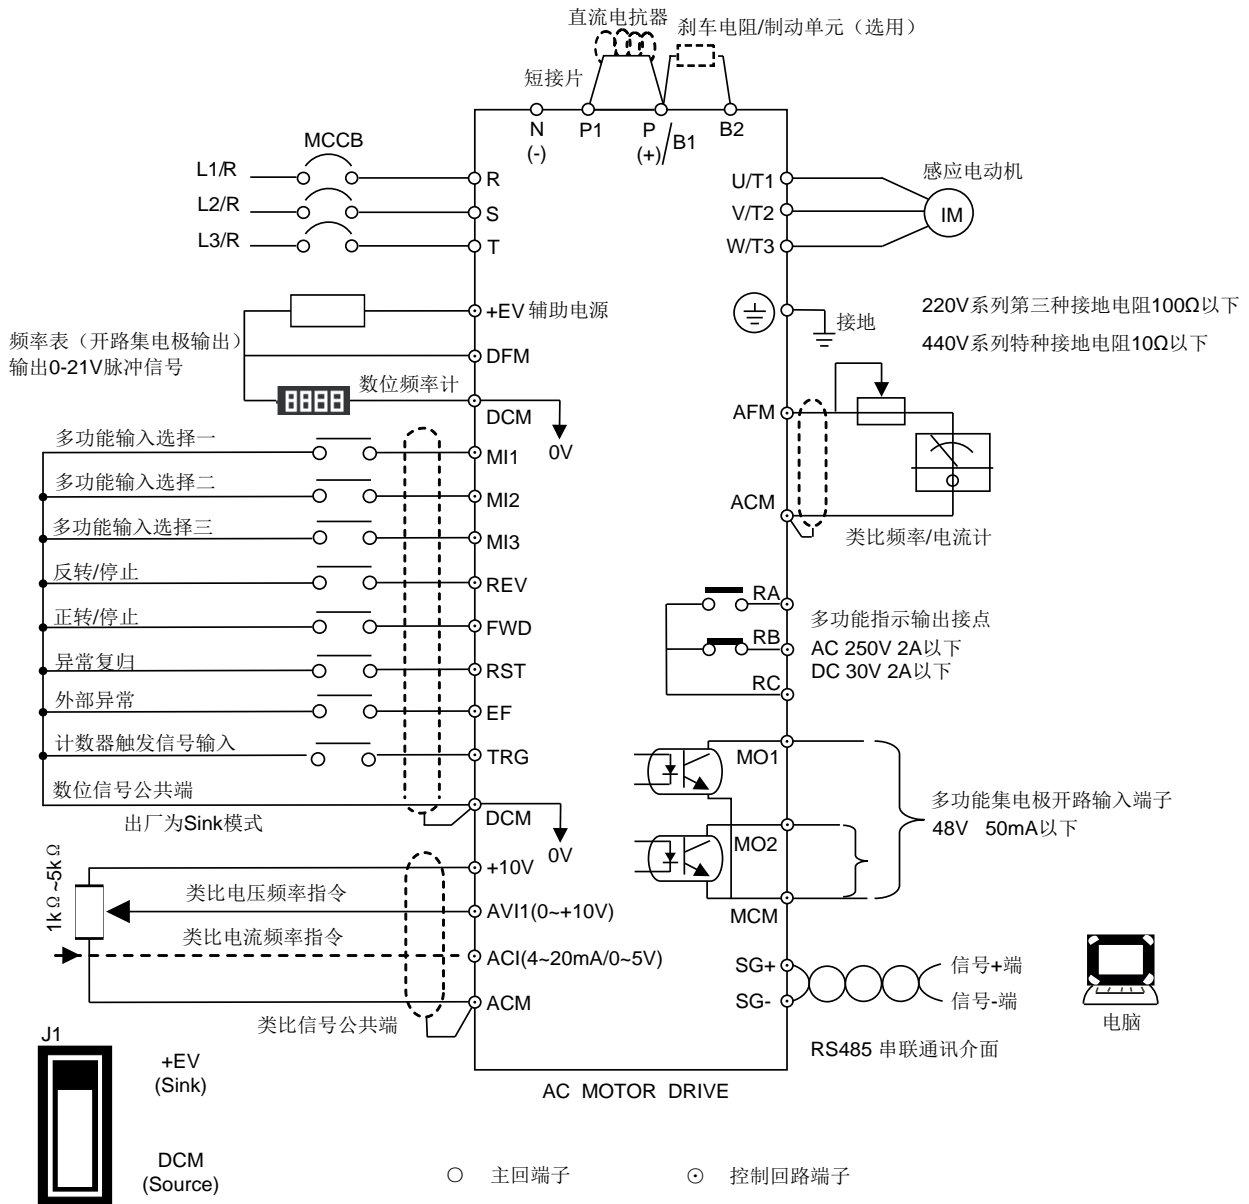 直流电抗器
刹车电阻/制动单元（选用）
短接片
N
(-)
P1
P
(+)/B1
B2
MCCB
L1/R
R
L2/R
S
L3/R
T
U/T1
V/T2
W/T3
感应电动机
IM
+EV 辅助电源
频率表（开路集电极输出）
输出0-21V脉冲信号
DFM
数位频率计
8888
DCM
0V
接地
220V系列第三种接地电阻100Ω以下
440V系列特种接地电阻10Ω以下
AFM
ACM
类比频率/电流计
多功能输入选择一
MI1
多功能输入选择二
MI2
多功能输入选择三
MI3
反转/停止
REV
正转/停止
FWD
异常复归
RST
外部异常
EF
计数器触发信号输入
TRG
数位信号公共端
DCM
出厂为Sink模式
0V
RA
RB
RC
多功能指示输出接点
AC 250V 2A以下
DC 30V 2A以下
MO1
MO2
MCM
多功能集电极开路输入端子
48V 50mA以下
1kΩ~5kΩ
+10V
类比电压频率指令
AVI1(0~+10V)
类比电流频率指令
ACI(4~20mA/0~5V)
ACM
类比信号公共端
SG+
SG-
信号+端
信号-端
电脑
RS485 串联通讯介面
J1
+EV
(Sink)
DCM
(Source)
AC MOTOR DRIVE
主回端子
控制回路端子